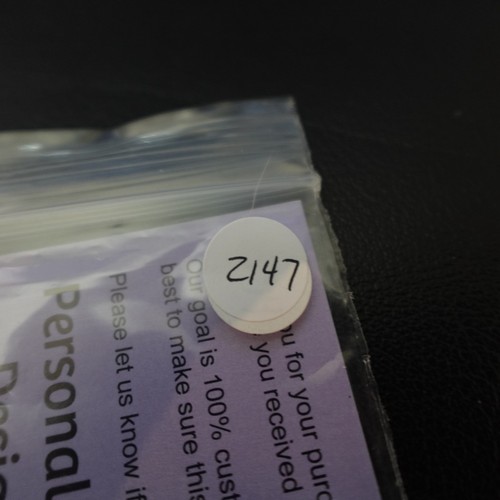 2147
u for your purc
you received
Our goal is 100% cust
best to make sure this
Please let us know if
Personal